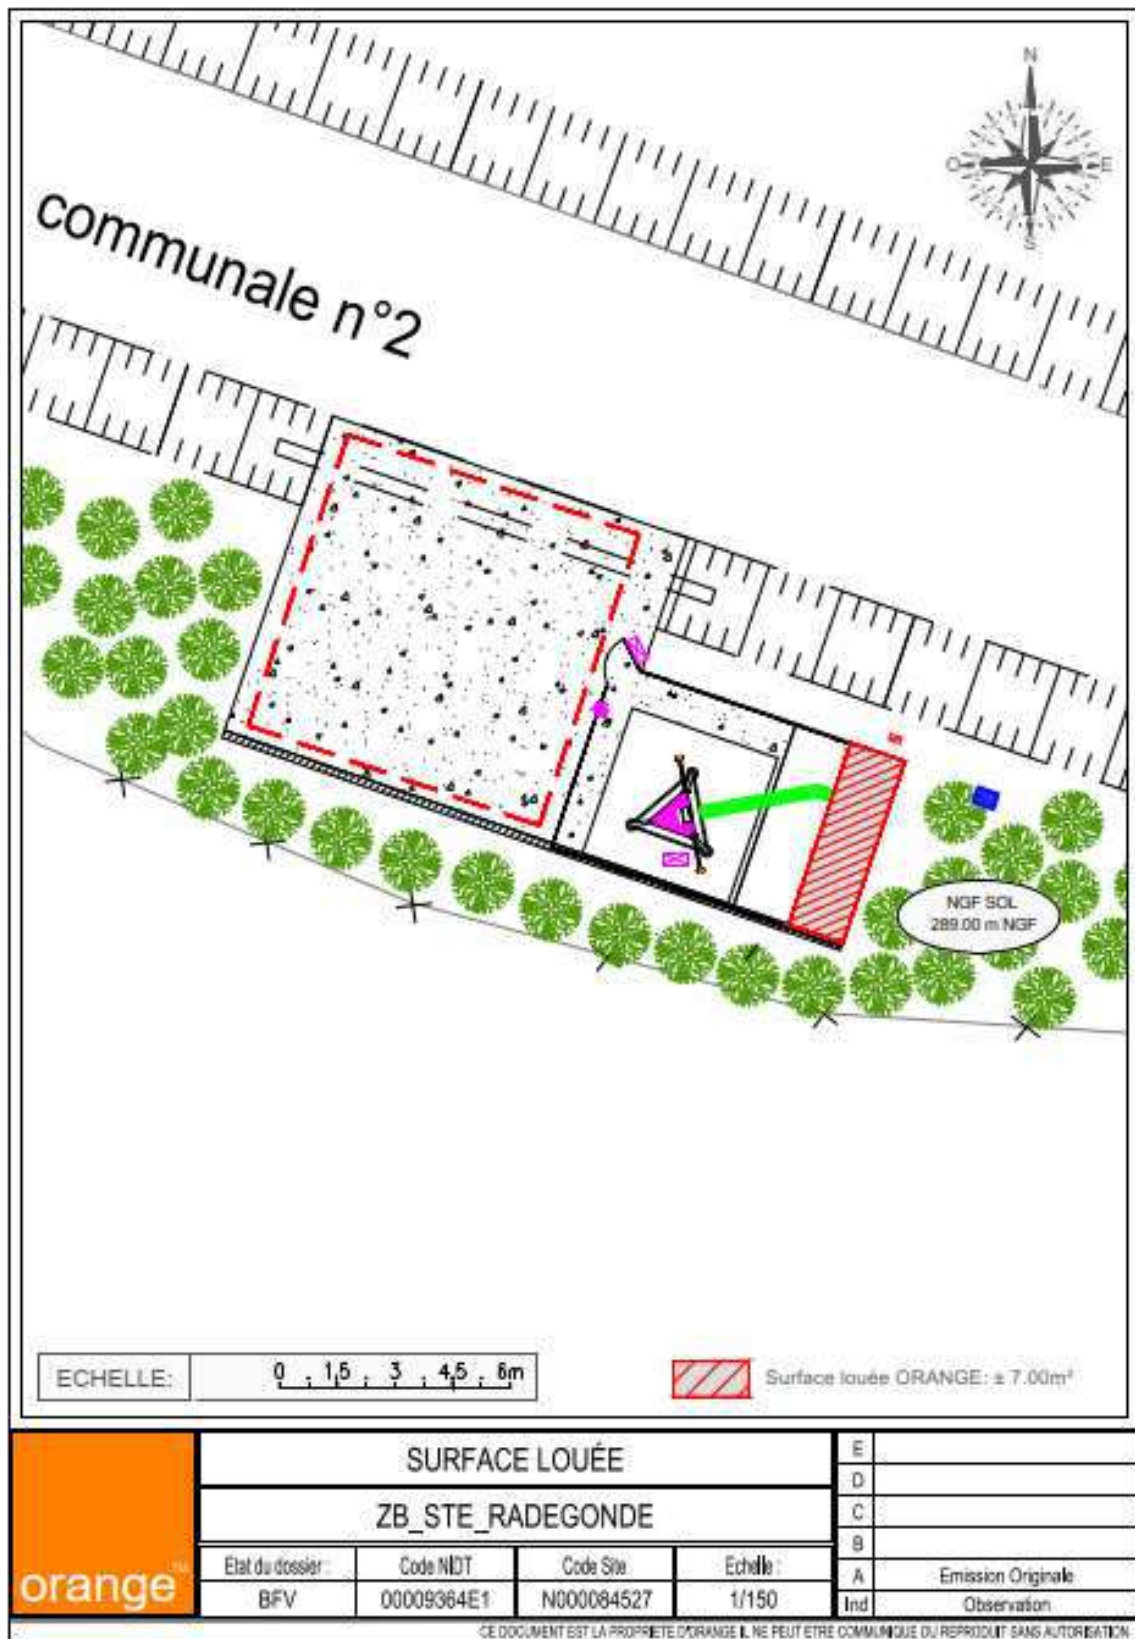 N
O
E
S
communale n°2
NGF SOL
289.00 m NGF
ECHELLE:
0 1,5 3 4,5 6m
Surface louée ORANGE: ± 7.00m²
orange™
SURFACE LOUÉE
ZB_STE_RADEGONDE
Etat du dossier :
Code NIDT
Code Site
Echelle :
BFV
00009364E1
N000084527
1/150
E
D
C
B
A Emission Originale
Ind Observation
CE DOCUMENT EST LA PROPRIETE D'ORANGE IL NE PEUT ETRE COMMUNIQUE OU REPRODUIT SANS AUTORISATION